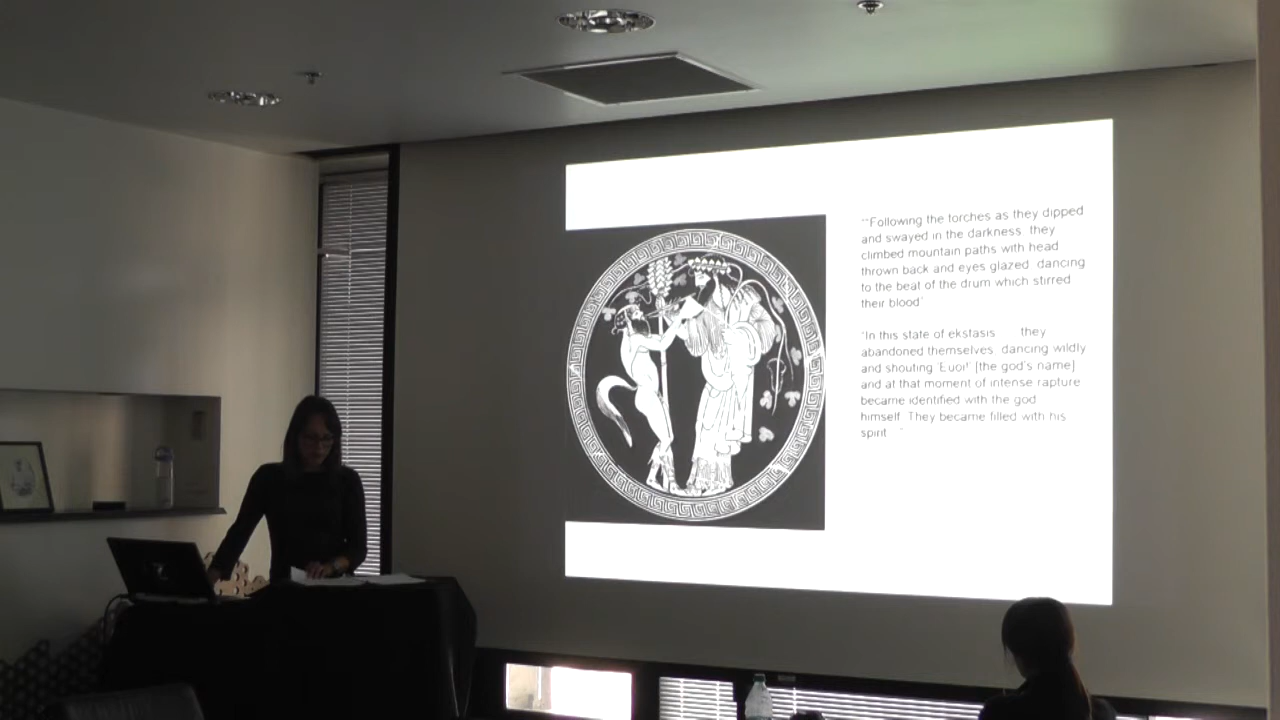 "Following the torches as they dipped
and swayed in the darkness they
climbed mountain paths with head
thrown back and eyes glazed dancing
to the beat of the drum which stirred
their blood'
'In this state of ekstasis they
abandoned themselves dancing wildly
and shouting 'Euoi!' [the god's name]
and at that moment of intense rapture
became identified with the god
himself They became filled with his
spirit "